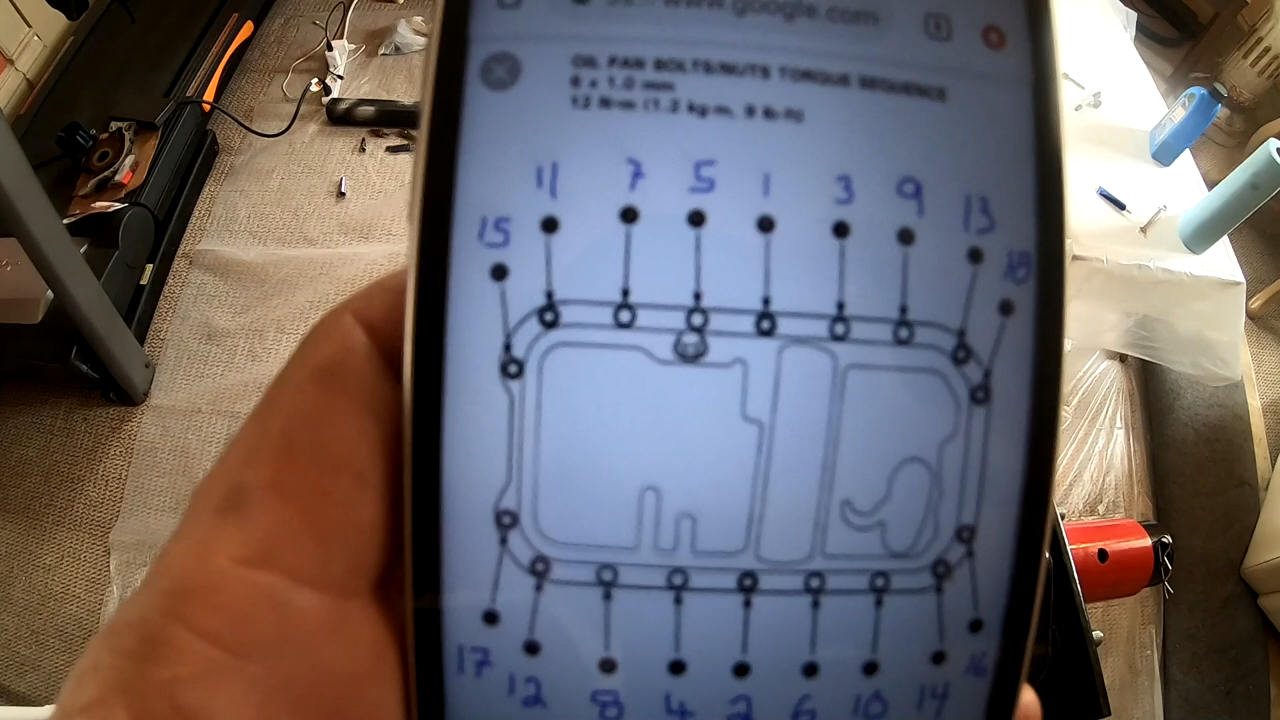 www.google.com
OIL PAN BOLTS/NUTS TORQUE SEQUENCE
6 x 1.0 mm
12 N·m (1.2 kg-m, 9 lb-ft)
11 7 5 1 3 9 13
15 18
17 12 8 4 2 6 10 14 16